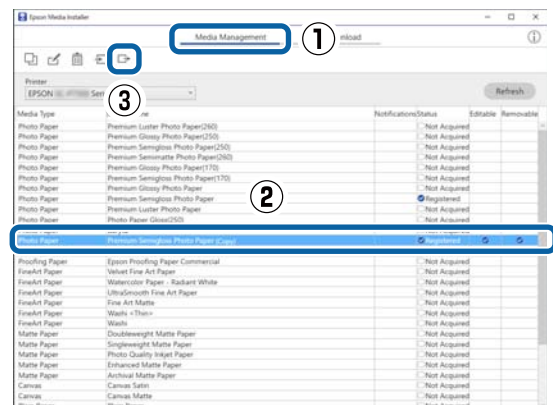 Epson Media Installer
Media Management
nload
①
③
②
Printer
EPSON
Seri
Refresh
Media Type
Notifications Status Editable Removable
Photo Paper Premium Luster Photo Paper(260) Not Acquired
Photo Paper Premium Glossy Photo Paper(250) Not Acquired
Photo Paper Premium Semigloss Photo Paper(250) Not Acquired
Photo Paper Premium Semimatte Photo Paper(260) Not Acquired
Photo Paper Premium Glossy Photo Paper(170) Not Acquired
Photo Paper Premium Semigloss Photo Paper(170) Not Acquired
Photo Paper Premium Glossy Photo Paper Not Acquired
Photo Paper Premium Semigloss Photo Paper Registered
Photo Paper Premium Luster Photo Paper Not Acquired
Photo Paper Photo Paper Gloss(250) Not Acquired
Photo Paper Premium Semigloss Photo Paper (Copy) Registered
Proofing Paper Epson Proofing Paper Commercial Not Acquired
FineArt Paper Velvet Fine Art Paper Not Acquired
FineArt Paper Watercolor Paper - Radiant White Not Acquired
FineArt Paper UltraSmooth Fine Art Paper Not Acquired
FineArt Paper Fine Art Matte Not Acquired
FineArt Paper Washi <Thin> Not Acquired
FineArt Paper Washi Not Acquired
Matte Paper Doubleweight Matte Paper Not Acquired
Matte Paper Singleweight Matte Paper Not Acquired
Matte Paper Photo Quality Inkjet Paper Not Acquired
Matte Paper Enhanced Matte Paper Not Acquired
Matte Paper Archival Matte Paper Not Acquired
Canvas Canvas Satin Not Acquired
Canvas Canvas Matte Not Acquired